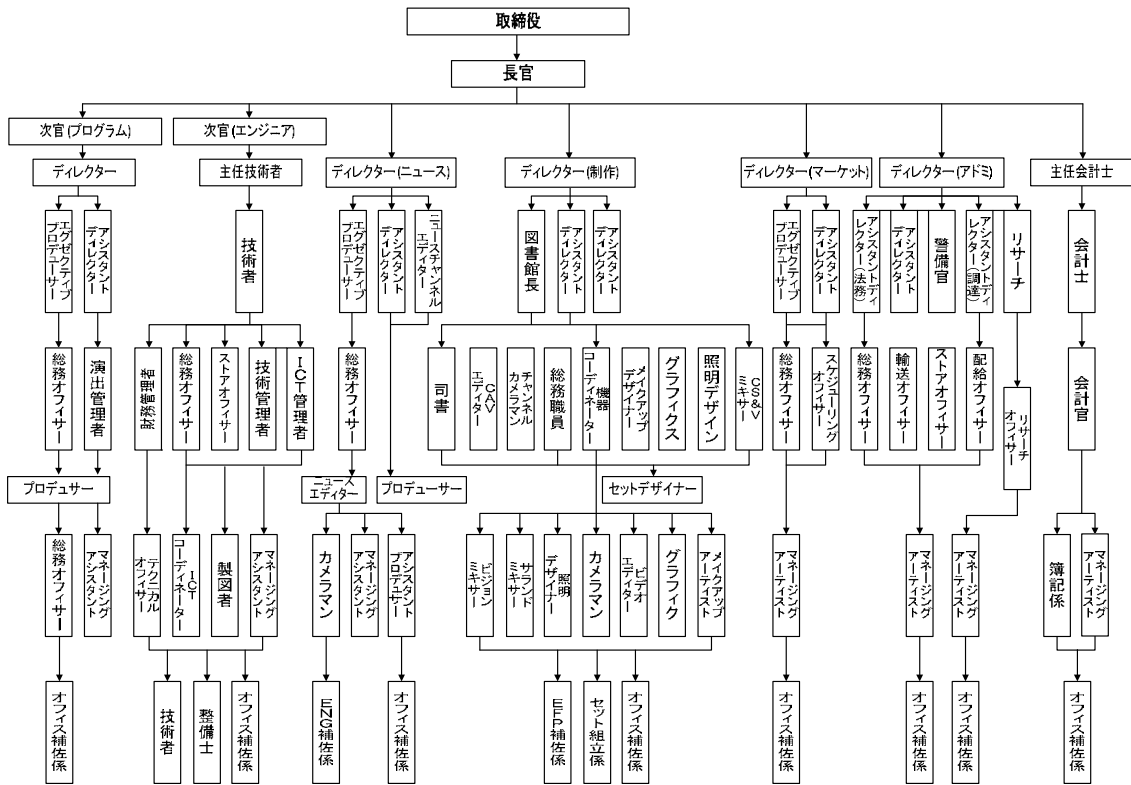 取締役
長官
次官(プログラム)
次官(エンジニア)
ディレクター
主任技術者
ディレクター(ニュース)
ディレクター(制作)
ディレクター(マーケット)
ディレクター(アドミ)
主任会計士
エグゼクティブ
プロデューサー
アシスタント
ディレクター
技術者
エグゼクティブ
プロデューサー
アシスタント
ディレクター
ニュースチャンネル
エディター
図書館長
アシスタント
ディレクター
アシスタント
ディレクター
エグゼクティブ
プロデューサー
アシスタント
ディレクター
アシスタントディ
レクター(法務)
アシスタント
ディレクター
警備官
アシスタントディ
レクター(調達)
リサーチ
会計士
総務オフィサー
演出管理者
財務管理者
総務オフィサー
ストアオフィサー
技術管理者
ICT管理者
総務オフィサー
司書
CAV
エディター
チャンネル
カメラマン
総務職員
機器
コーディネーター
メイクアップ
デザイナー
グラフィクス
照明デザイン
CS&V
ミキサー
総務オフィサー
スケジューリング
オフィサー
総務オフィサー
輸送オフィサー
ストアオフィサー
配給オフィサー
リサーチ
オフィサー
会計官
プロデュサー
ニュース
エディター
プロデューサー
セットデザイナー
総務オフィサー
マネージング
アシスタント
テクニカル
オフィサー
ICT
コーディネーター
製図者
マネージング
アシスタント
カメラマン
マネージング
アシスタント
アシスタント
プロデューサー
ビジョン
ミキサー
サランド
ミキサー
照明
デザイナー
カメラマン
ビデオ
エディター
グラフィク
メイクアップ
アーティスト
マネージング
アーティスト
マネージング
アーティスト
マネージング
アーティスト
簿記係
マネージング
アーティスト
オフィス補佐係
技術者
整備士
オフィス補佐係
ENG補佐係
オフィス補佐係
EFP補佐係
セット組立係
オフィス補佐係
オフィス補佐係
オフィス補佐係
オフィス補佐係
オフィス補佐係